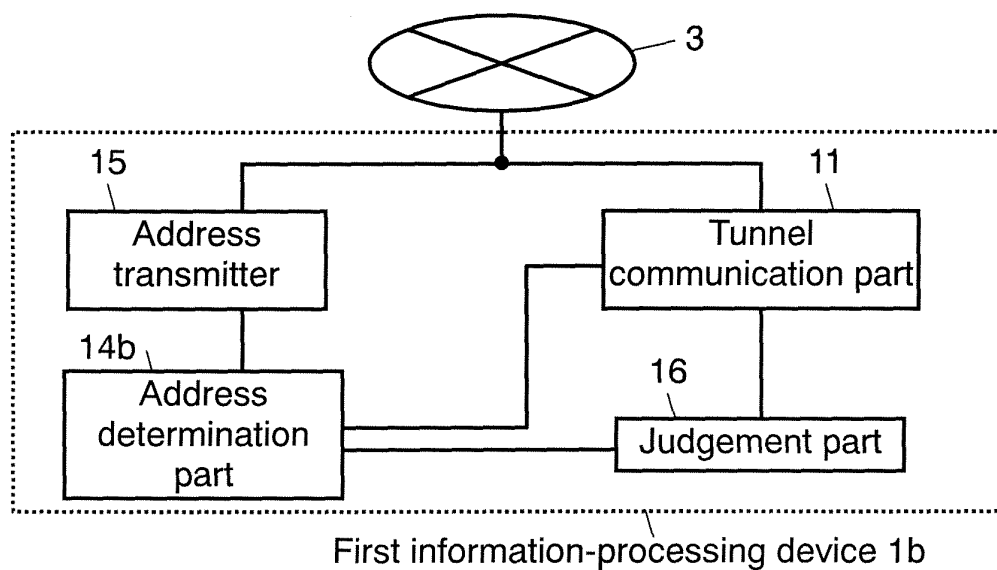 3
15
11
Address
transmitter
Tunnel
communication part
14b
16
Address
determination
part
Judgement part
First information-processing device 1b